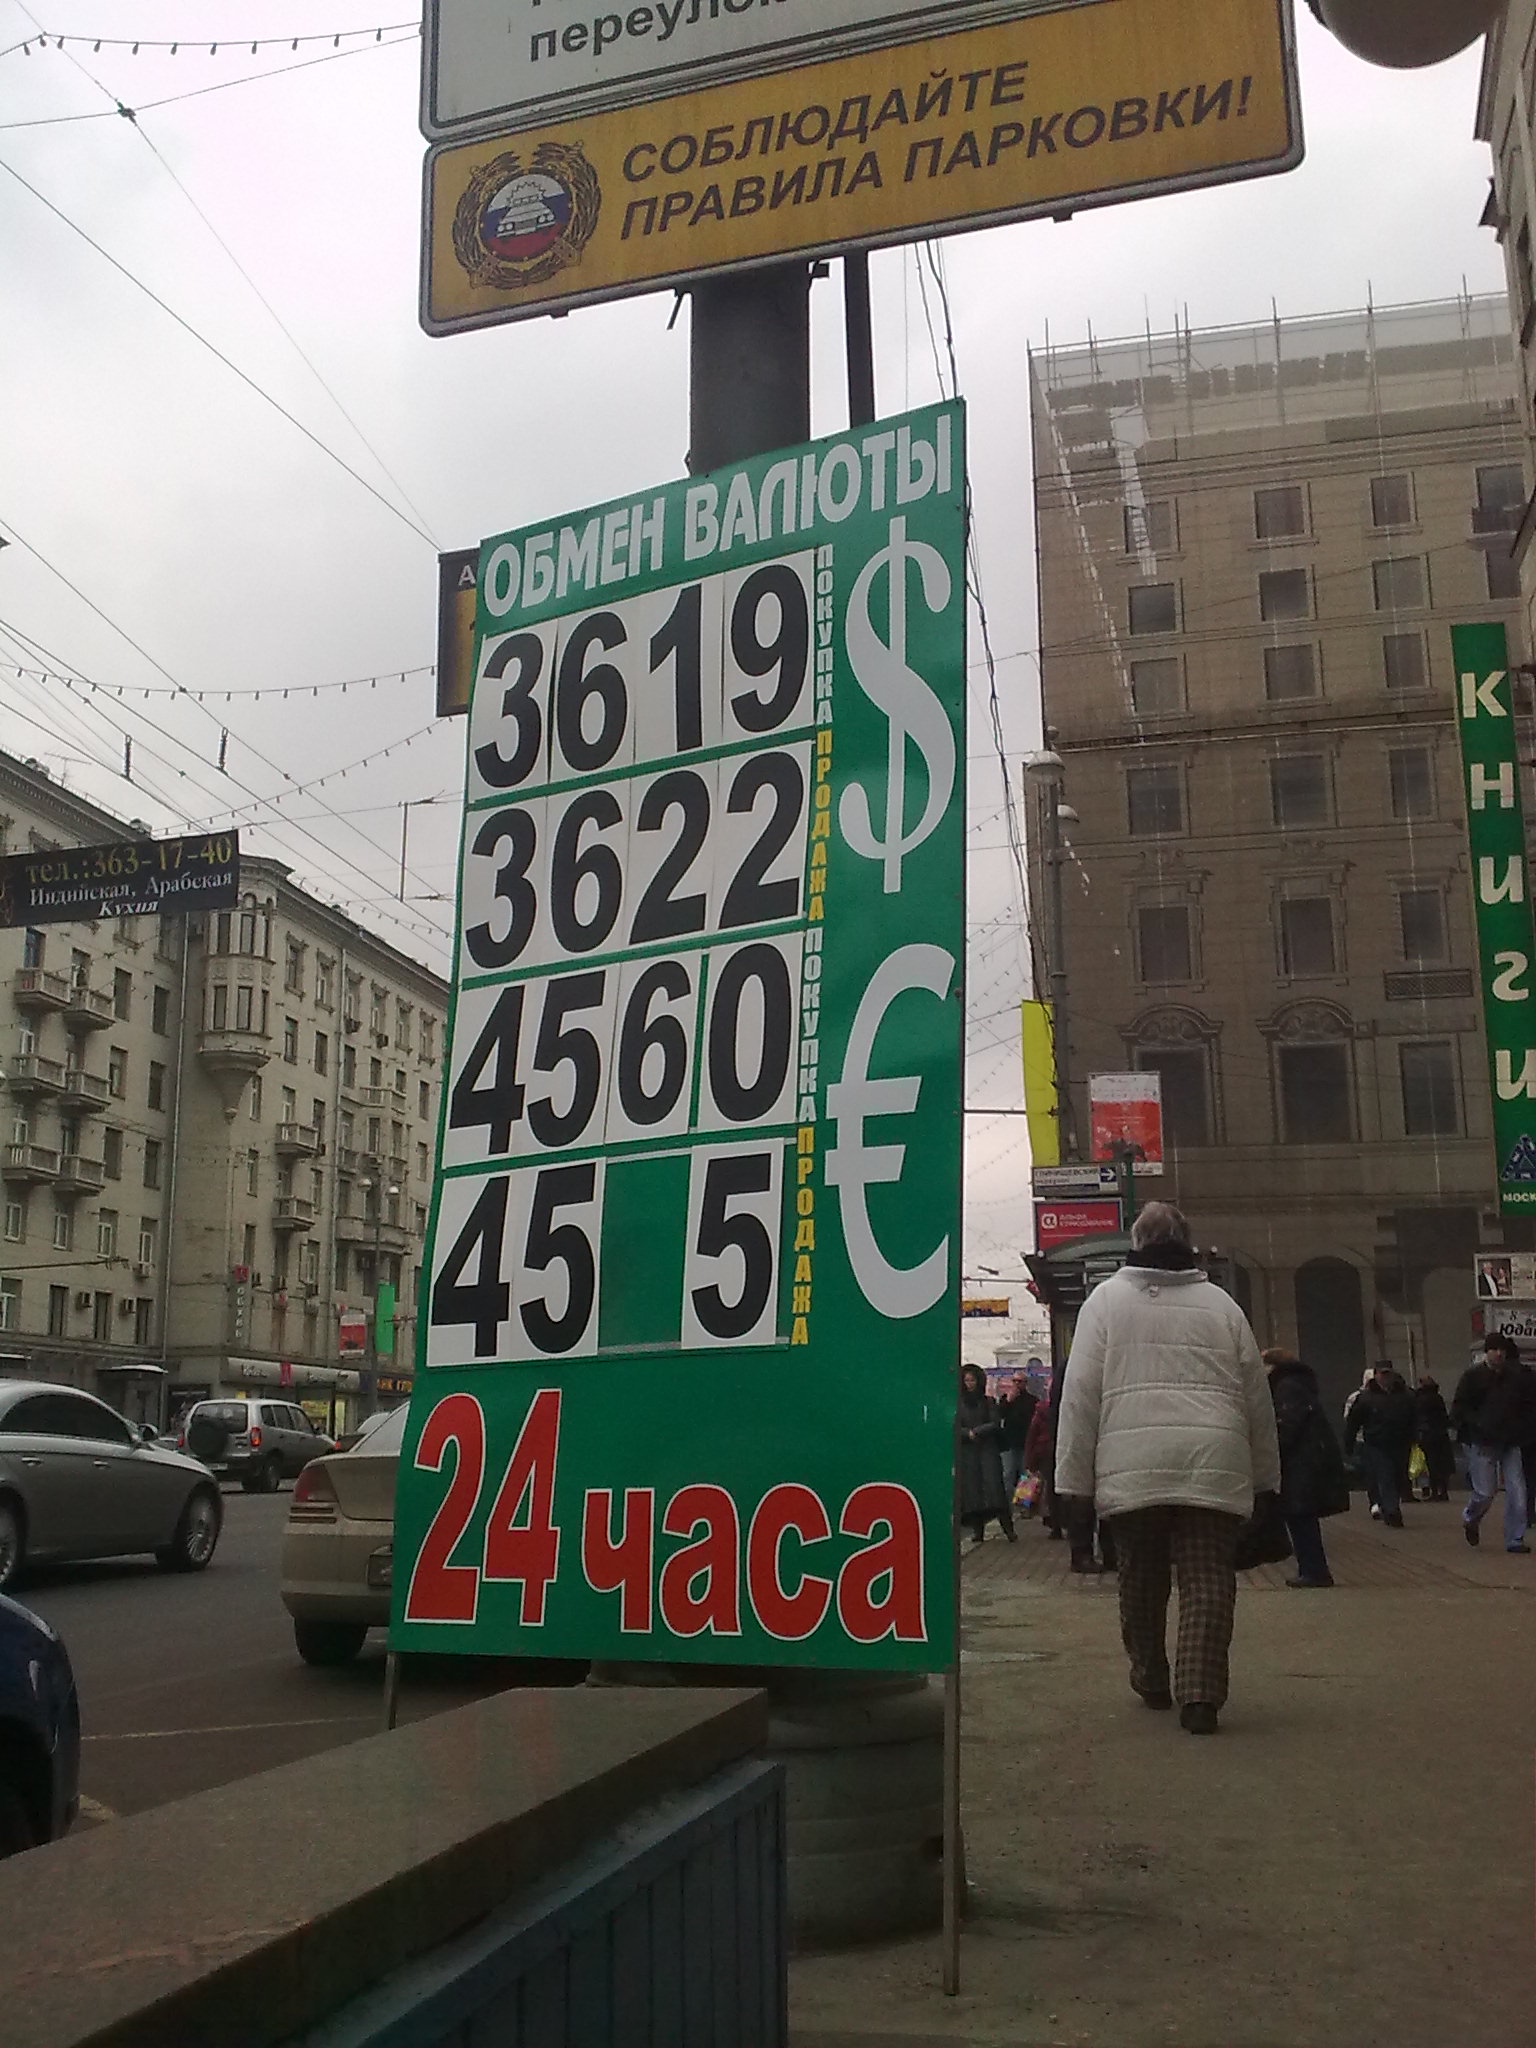 СОБЛЮДАЙТЕ
ПРАВИЛА ПАРКОВКИ!
ОБМЕН ВАЛЮТЫ
3619 ПОКУПКА $
3622 ПРОДАЖА
4560 ПОКУПКА €
45 5 ПРОДАЖА
24 часа
тел.:363-17-40
Индийская, Арабская
Кухня
КНИГИ